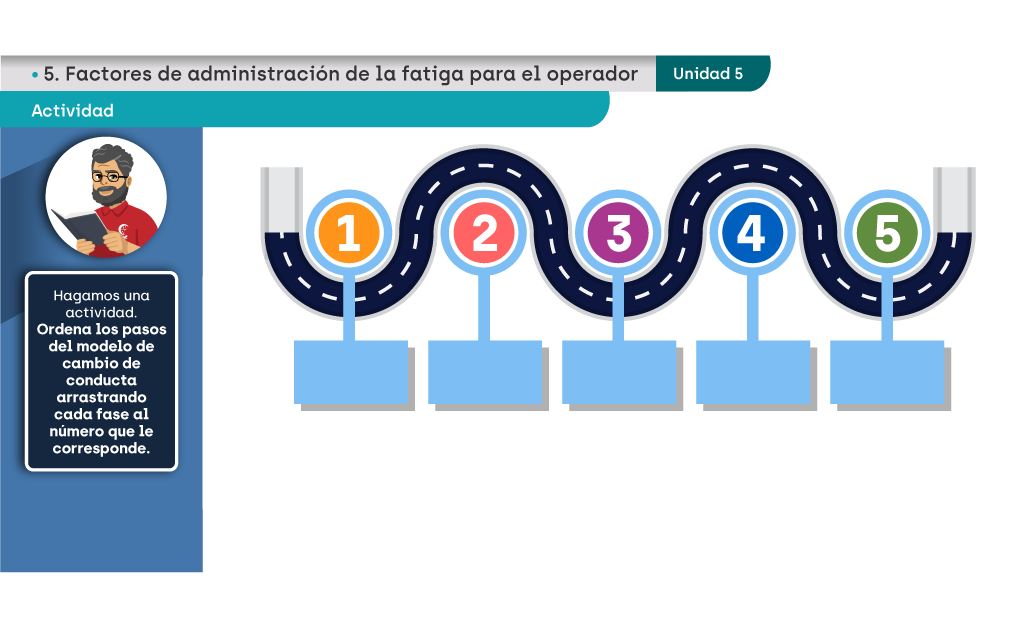 • 5. Factores de administración de la fatiga para el operador
Unidad 5
Actividad
Hagamos una
actividad.
Ordena los pasos
del modelo de
cambio de
conducta
arrastrando
cada fase al
número que le
corresponde.
1 2 3 4 5